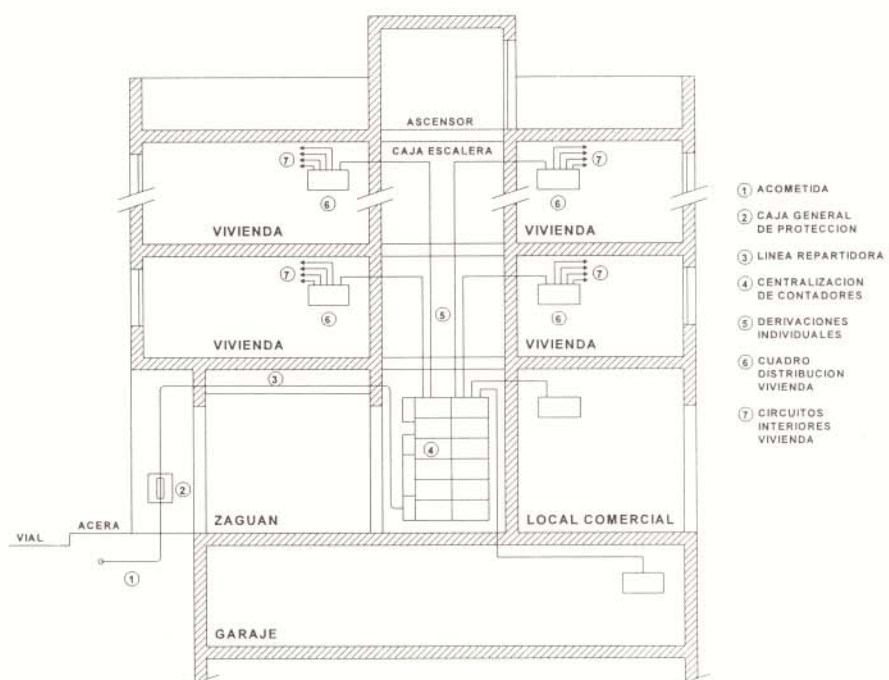 ASCENSOR
CAJA ESCALERA
7
7
6
6
VIVIENDA
VIVIENDA
7
7
6
6
5
VIVIENDA
VIVIENDA
3
4
2
ZAGUAN
LOCAL COMERCIAL
ACERA
VIAL
1
GARAJE
1 ACOMETIDA
2 CAJA GENERAL
DE PROTECCION
3 LINEA REPARTIDORA
4 CENTRALIZACION
DE CONTADORES
5 DERIVACIONES
INDIVIDUALES
6 CUADRO
DISTRIBUCION
VIVIENDA
7 CIRCUITOS
INTERIORES
VIVIENDA